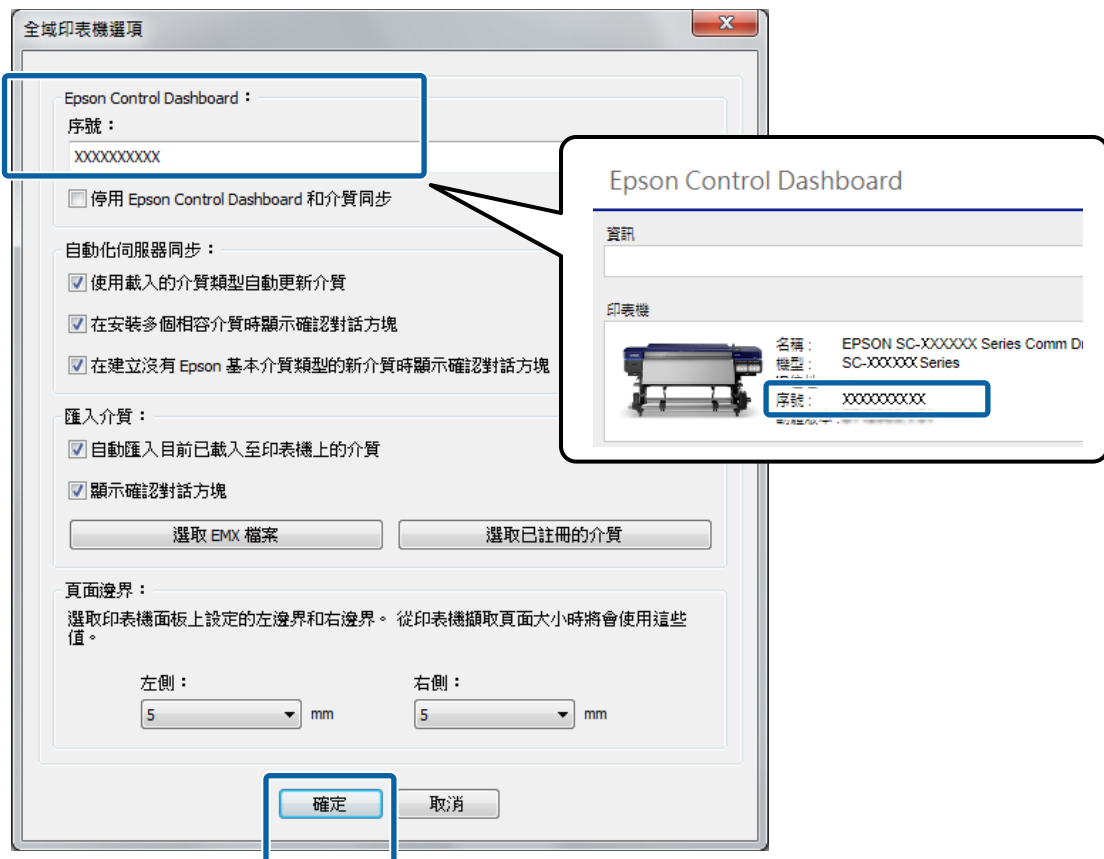 全域印表機選項
Epson Control Dashboard：
序號：
XXXXXXXXXX
停用 Epson Control Dashboard 和介質同步
自動化伺服器同步：
使用載入的介質類型自動更新介質
在安裝多個相容介質時顯示確認對話方塊
在建立沒有 Epson 基本介質類型的新介質時顯示確認對話方塊
匯入介質：
自動匯入目前已載入至印表機上的介質
顯示確認對話方塊
選取 EMX 檔案
選取已註冊的介質
頁面邊界：
選取印表機面板上設定的左邊界和右邊界。 從印表機擷取頁面大小時將會使用這些
值。
左側：
右側：
5 mm
5 mm
確定
取消
Epson Control Dashboard
資訊
印表機
名稱： EPSON SC-XXXXXX Series Comm Dr
機型： SC-XXXXXX Series
序號： XXXXXXXXXX